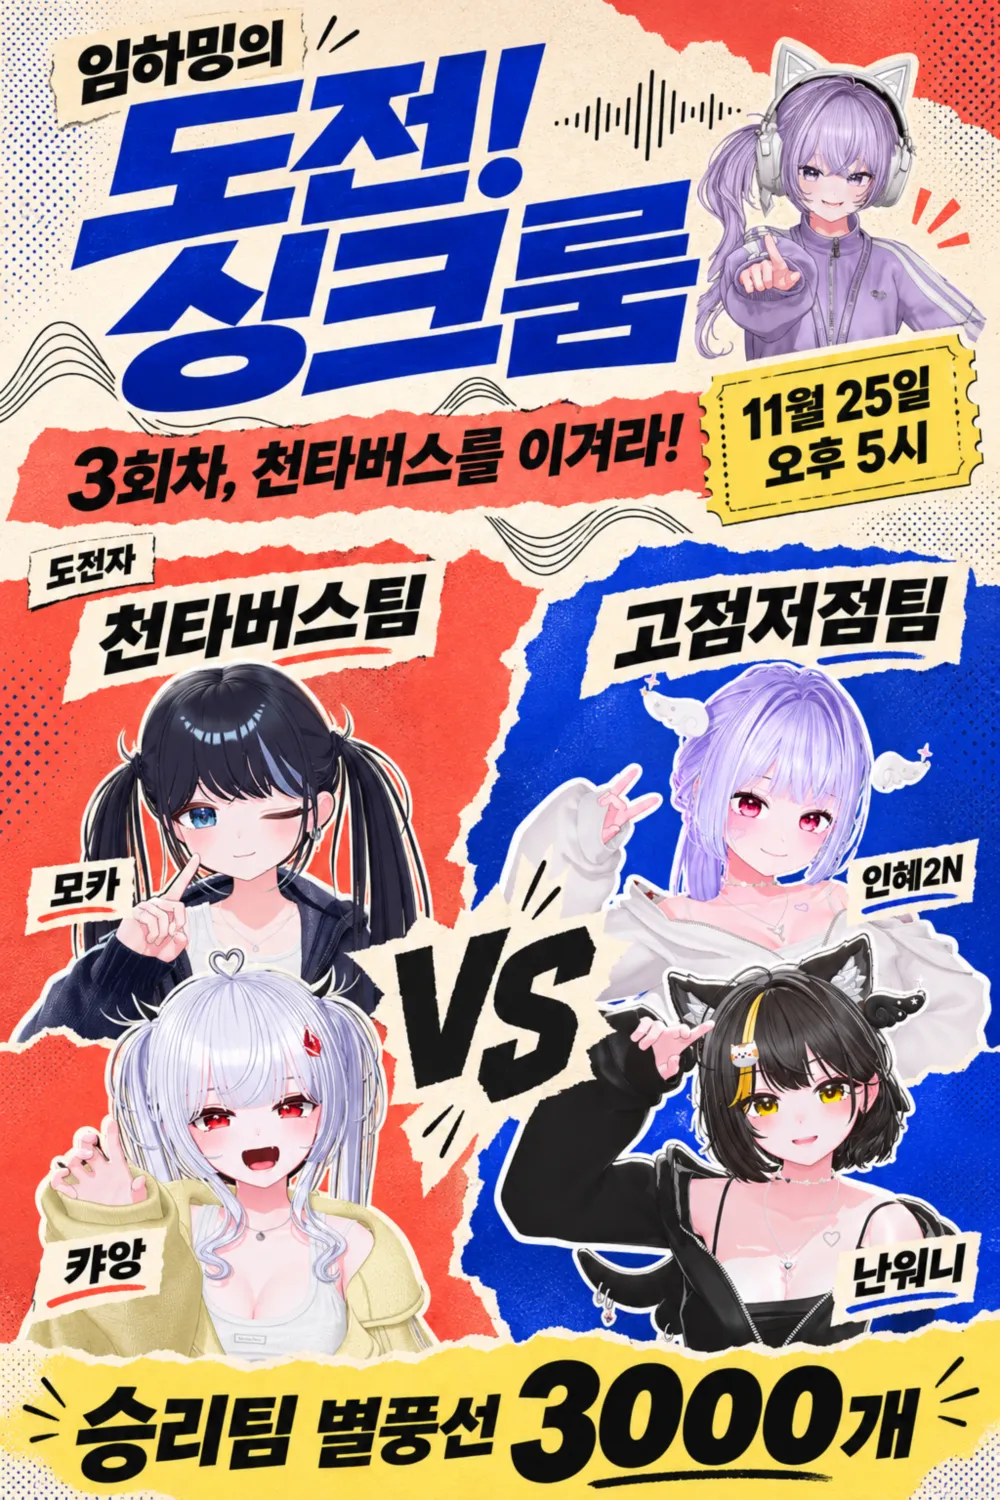 임하밍의
도전!
싱크룸
3회차, 천타버스를 이겨라!
11월 25일
오후 5시
도전자
천타버스팀
고점저점팀
모카
인혜2N
VS
캬앙
난워니
승리팀 별풍선 3000개